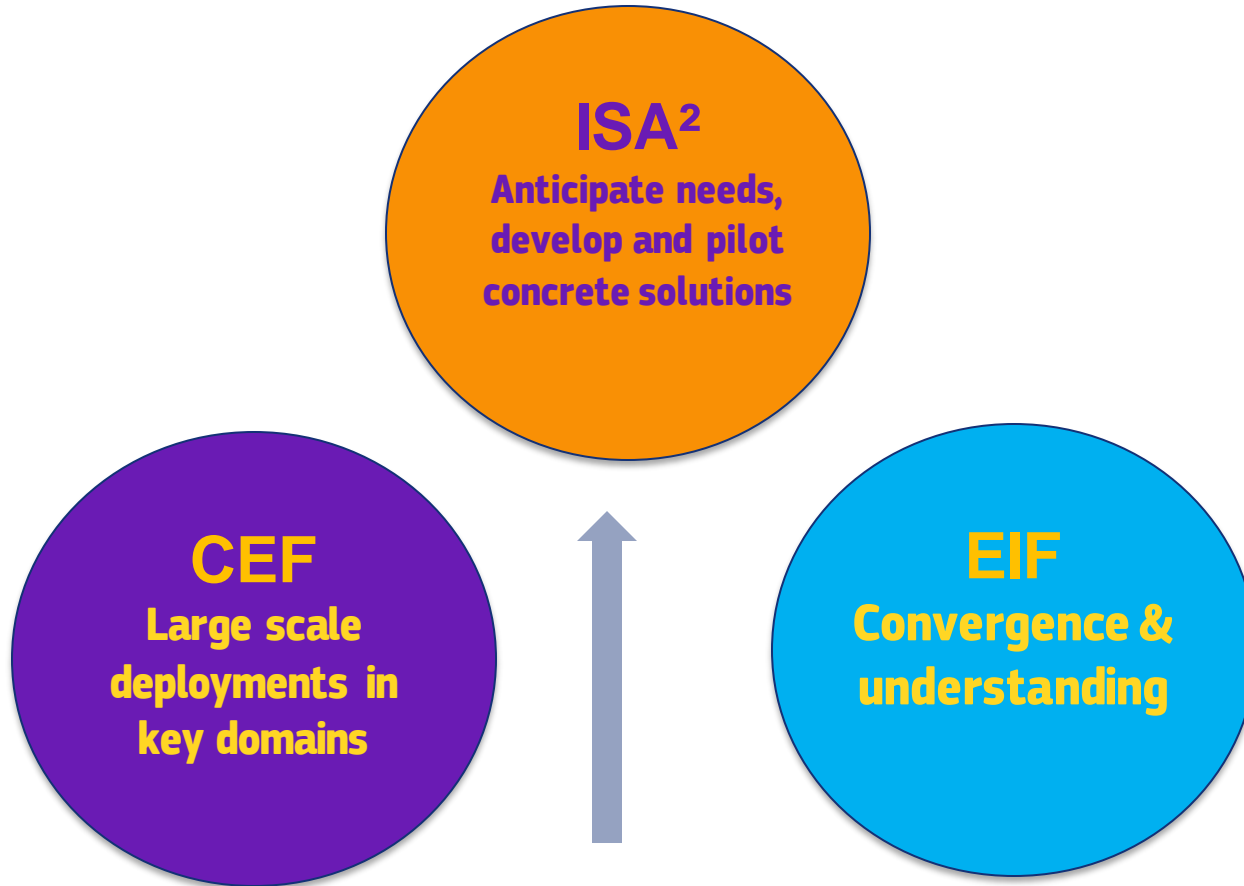 ISA²
Anticipate needs,
develop and pilot
concrete solutions
CEF
Large scale
deployments in
key domains
EIF
Convergence &
understanding